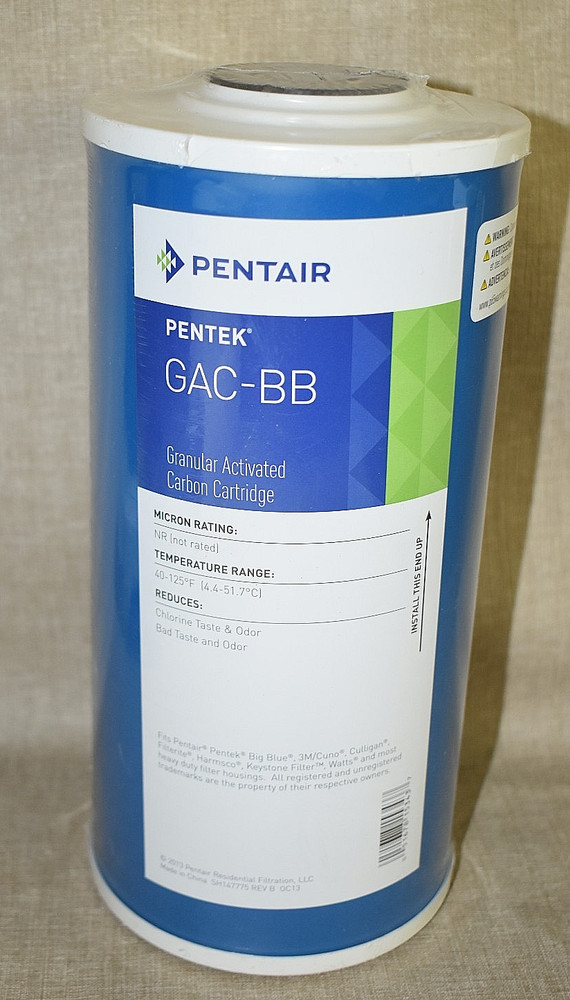 PENTAIR
PENTEK®
GAC-BB
Granular Activated
Carbon Cartridge
MICRON RATING:
NR (not rated)
TEMPERATURE RANGE:
40-125°F (4.4-51.7°C)
REDUCES:
Chlorine Taste & Odor
Bad Taste and Odor
INSTALL THIS END UP
Fits Pentair® Pentek® Big Blue®, 3M/Cuno®, Culligan®,
Filterite®, Harmsco®, Keystone Filter™, Watts® and most
heavy duty filter housings. All registered and unregistered
trademarks are the property of their respective owners.
© 2013 Pentair Residential Filtration, LLC.
Made in China SH147775 REV B OC13
WARNING